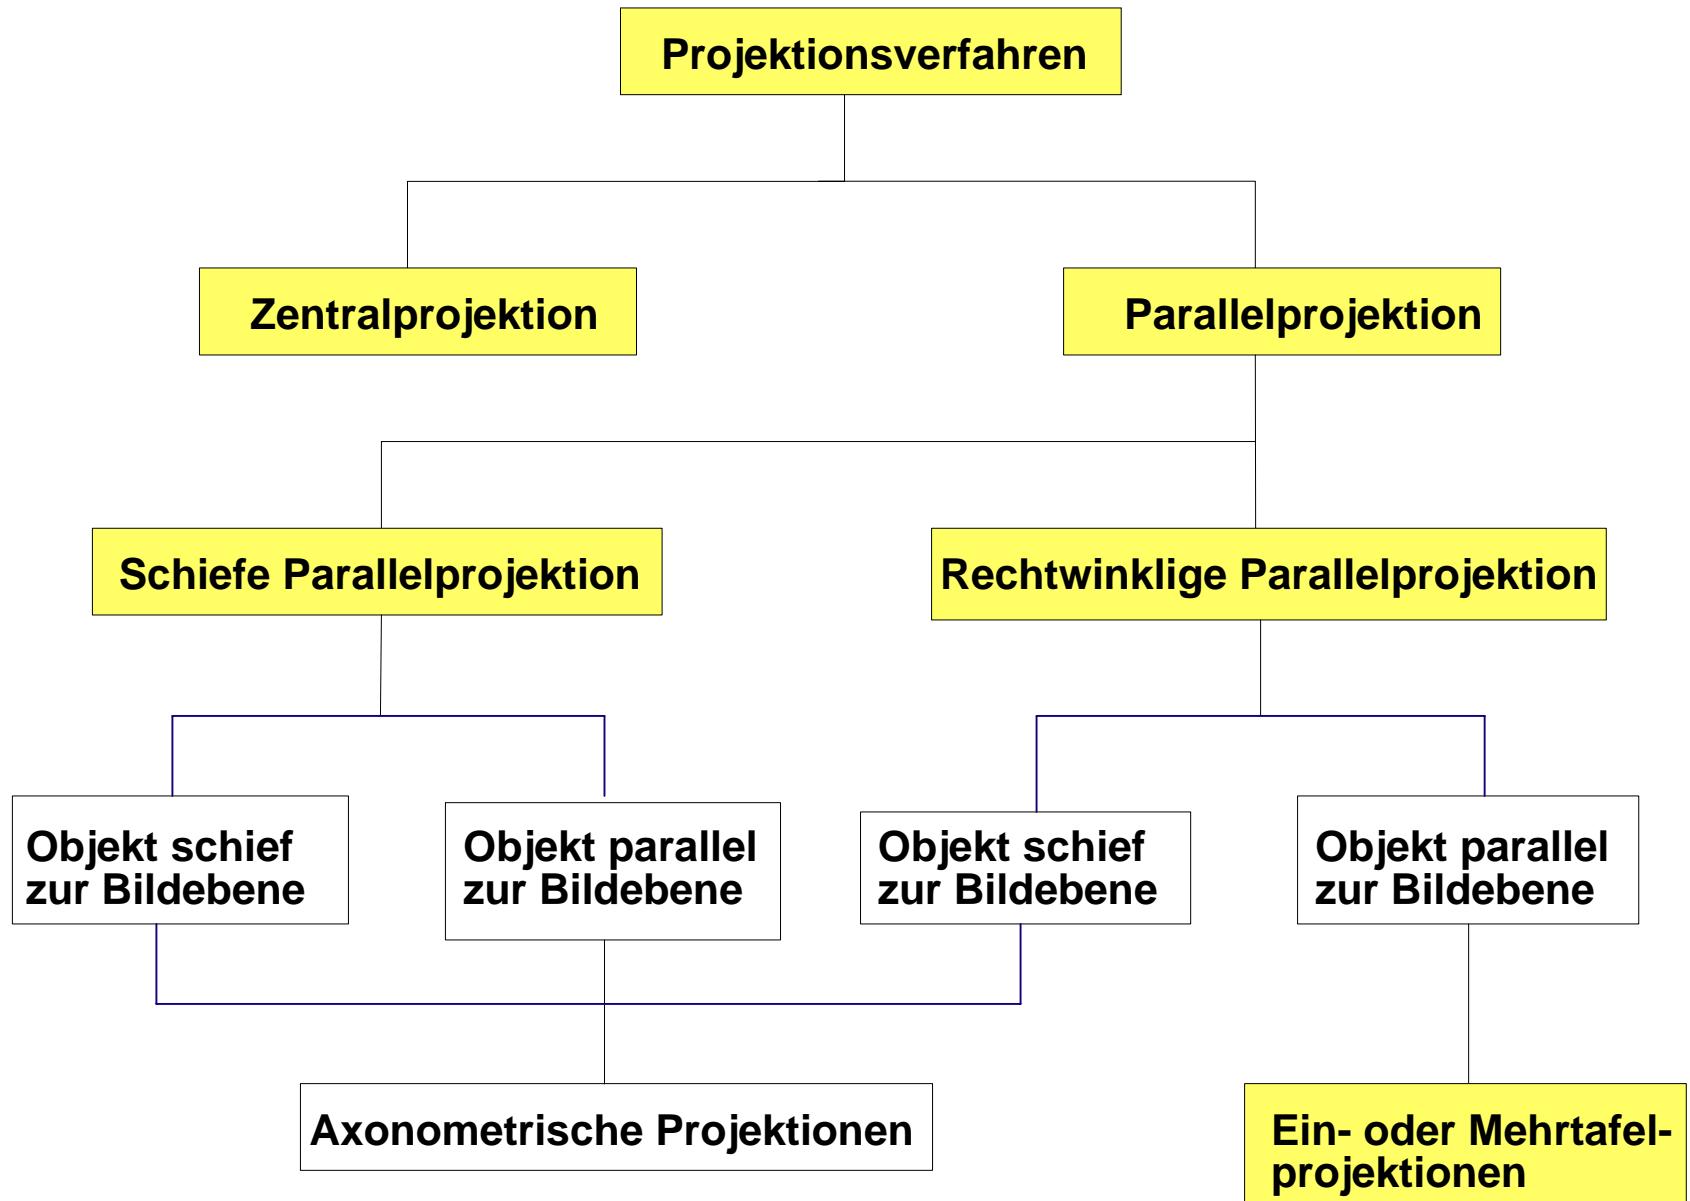 Projektionsverfahren
Zentralprojektion
Parallelprojektion
Schiefe Parallelprojektion
Rechtwinklige Parallelprojektion
Objekt schief
zur Bildebene
Objekt parallel
zur Bildebene
Objekt schief
zur Bildebene
Objekt parallel
zur Bildebene
Axonometrische Projektionen
Ein- oder Mehrtafel-
projektionen